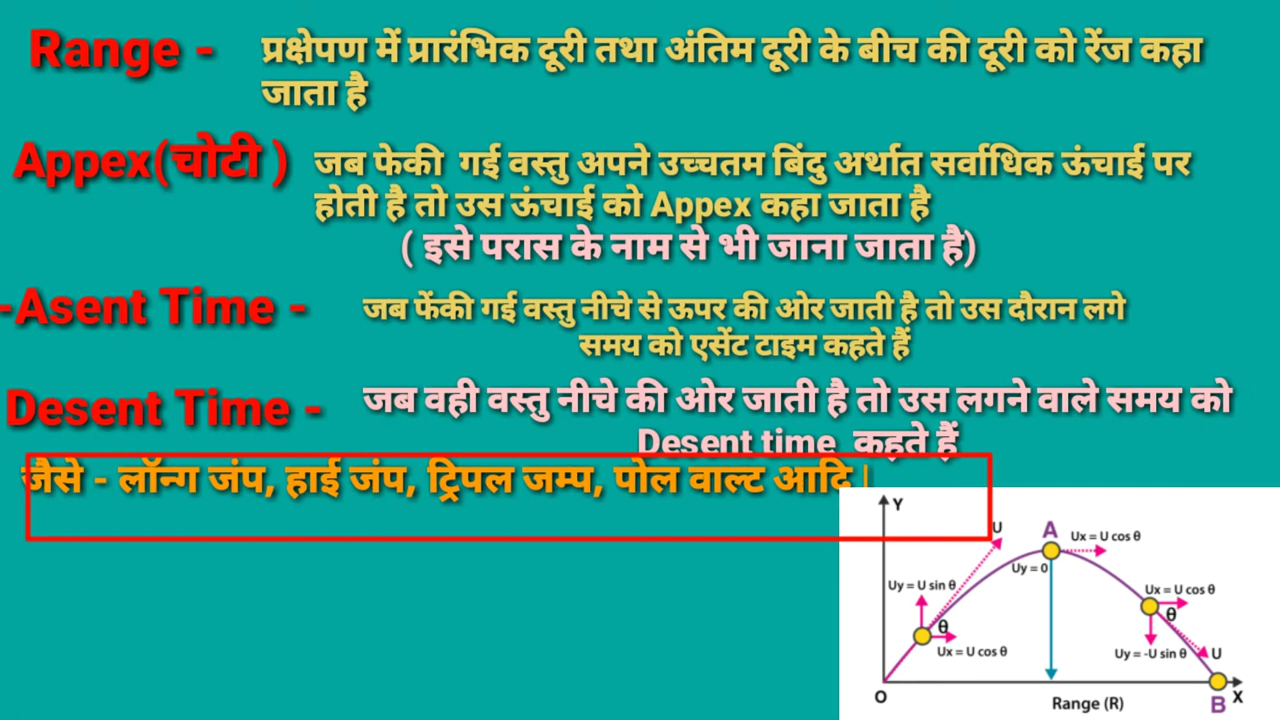 Range - प्रक्षेपण में प्रारंभिक दूरी तथा अंतिम दूरी के बीच की दूरी को रेंज कहा
जाता है
Appex(चोटी ) जब फेकी गई वस्तु अपने उच्चतम बिंदु अर्थात सर्वाधिक ऊंचाई पर
होती है तो उस ऊंचाई को Appex कहा जाता है
( इसे परास के नाम से भी जाना जाता है)
-Asent Time - जब फेंकी गई वस्तु नीचे से ऊपर की ओर जाती है तो उस दौरान लगे
समय को एसेंट टाइम कहते हैं
Desent Time - जब वही वस्तु नीचे की ओर जाती है तो उस लगने वाले समय को
Desent time कहते हैं
जैसे - लॉन्ग जंप, हाई जंप, ट्रिपल जम्प, पोल वाल्ट आदि |
Y
U
A
Ux = U cos θ
Uy = 0
Uy = U sin θ
Ux = U cos θ
θ
θ
Ux = U cos θ
Uy = -U sin θ
U
O
Range (R)
B
X